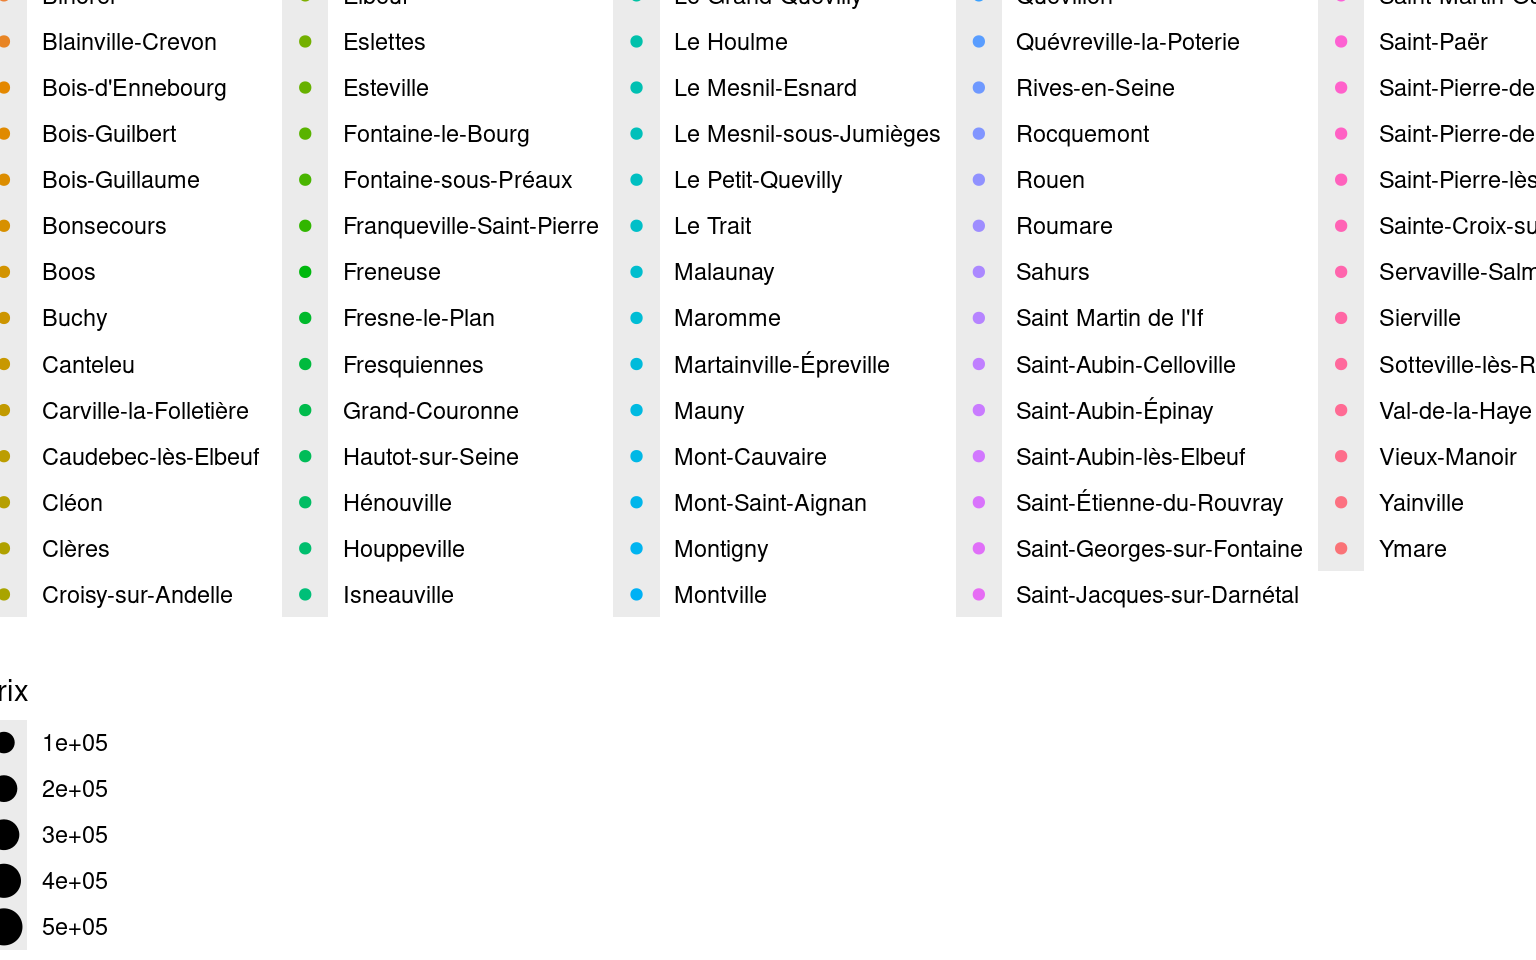 Blainville-Crevon
Bois-d'Ennebourg
Bois-Guilbert
Bois-Guillaume
Bonsecours
Boos
Buchy
Canteleu
Carville-la-Folletière
Caudebec-lès-Elbeuf
Cléon
Clères
Croisy-sur-Andelle
Elbeuf
Eslettes
Esteville
Fontaine-le-Bourg
Fontaine-sous-Préaux
Franqueville-Saint-Pierre
Freneuse
Fresne-le-Plan
Fresquiennes
Grand-Couronne
Hautot-sur-Seine
Hénouville
Houppeville
Isneauville
Le Grand-Quevilly
Le Houlme
Le Mesnil-Esnard
Le Mesnil-sous-Jumièges
Le Petit-Quevilly
Le Trait
Malaunay
Maromme
Martainville-Épreville
Mauny
Mont-Cauvaire
Mont-Saint-Aignan
Montigny
Montville
Quevillon
Quévreville-la-Poterie
Rives-en-Seine
Rocquemont
Rouen
Roumare
Sahurs
Saint Martin de l'If
Saint-Aubin-Celloville
Saint-Aubin-Épinay
Saint-Aubin-lès-Elbeuf
Saint-Étienne-du-Rouvray
Saint-Georges-sur-Fontaine
Saint-Jacques-sur-Darnétal
Saint-Paër
Saint-Pierre-de
Saint-Pierre-de
Saint-Pierre-lès
Sainte-Croix-su
Servaville-Salm
Sierville
Sotteville-lès-R
Val-de-la-Haye
Vieux-Manoir
Yainville
Ymare
rix
1e+05
2e+05
3e+05
4e+05
5e+05